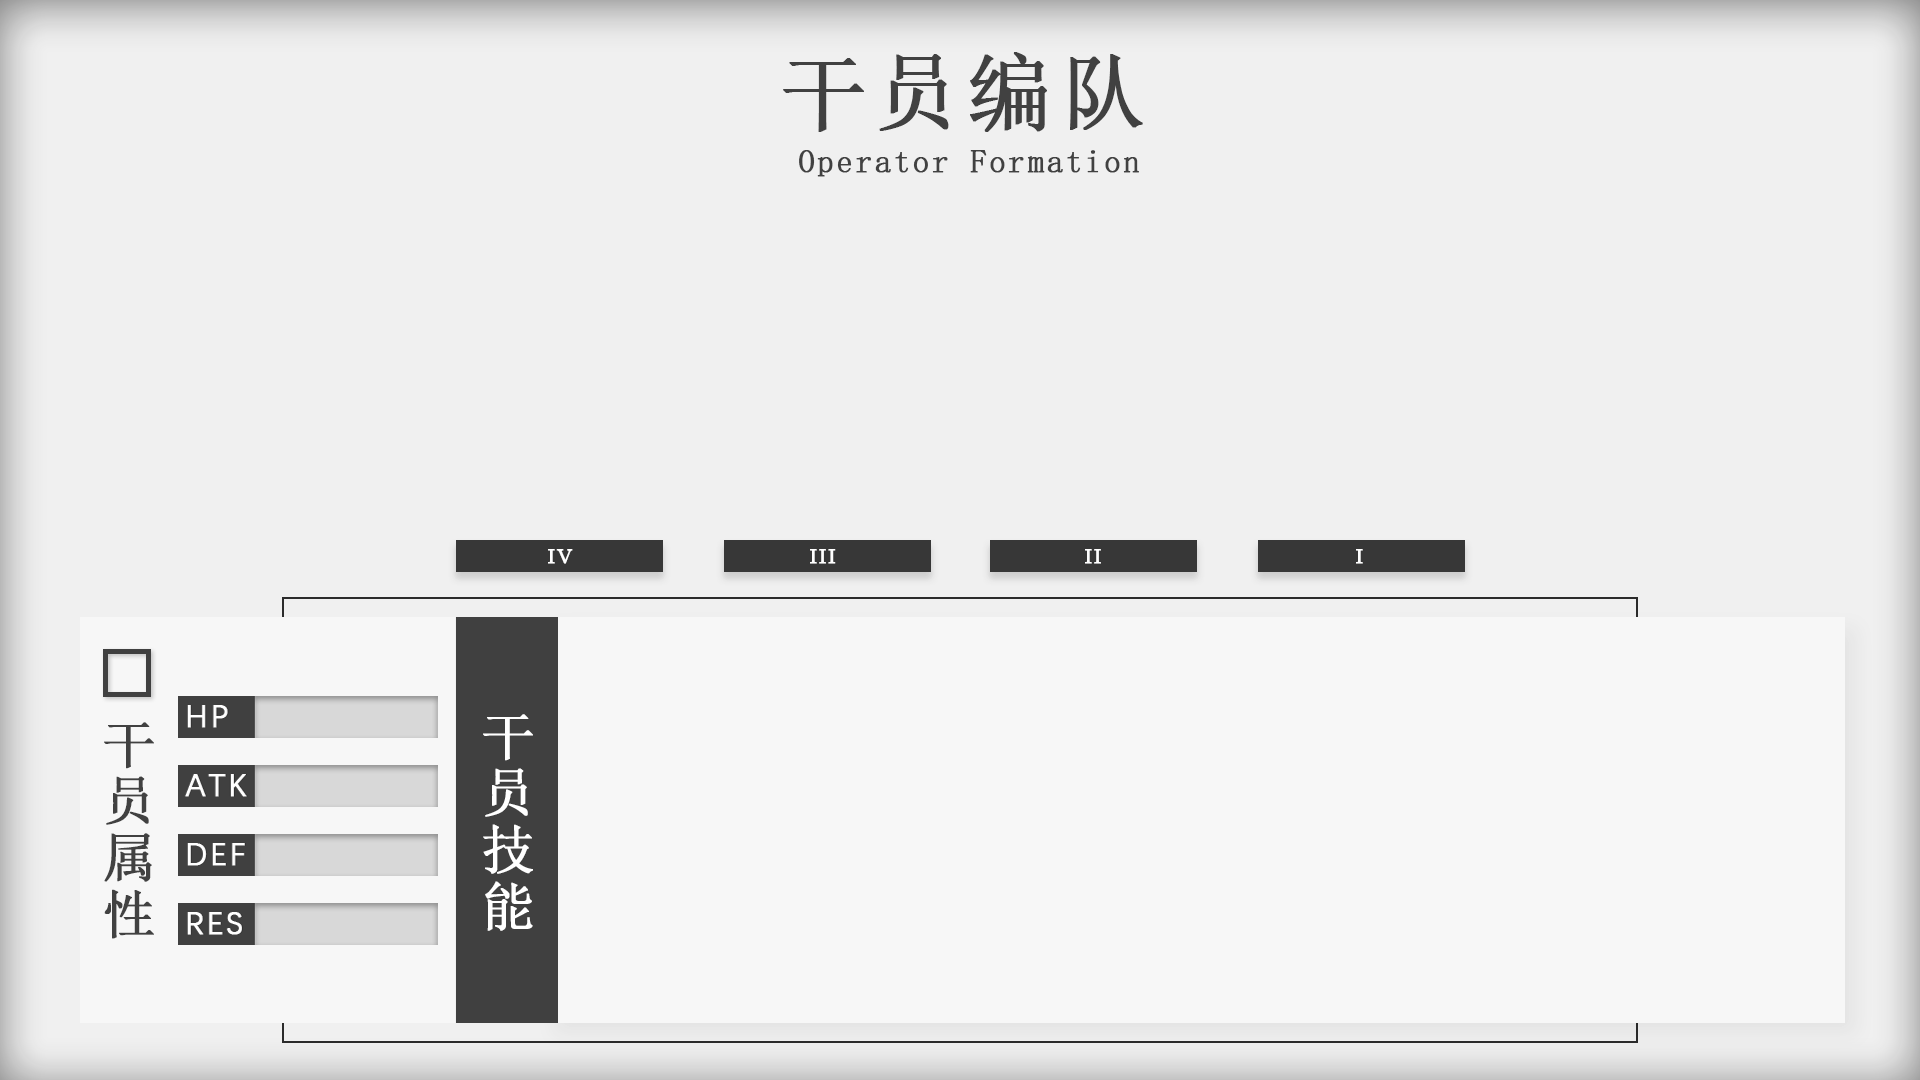 干员编队
Operator Formation
IV
III
II
I
干员属性
HP
ATK
DEF
RES
干员技能